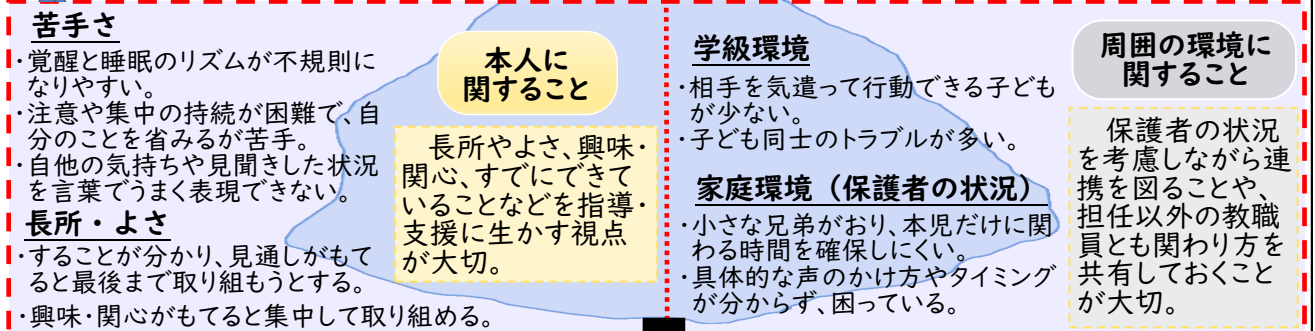 苦手さ
・覚醒と睡眠のリズムが不規則に
なりやすい。
・注意や集中の持続が困難で、自
分のことを省みるが苦手。
・自他の気持ちや見聞きした状況
を言葉でうまく表現できない。
長所・よさ
・することが分かり、見通しがもて
ると最後まで取り組もうとする。
・興味・関心がもてると集中して取り組める。
本人に
関すること
長所やよさ、興味・
関心、すでにできて
いることなどを指導・
支援に生かす視点
が大切。
学級環境
・相手を気遣って行動できる子ども
が少ない。
・子ども同士のトラブルが多い。
家庭環境（保護者の状況）
・小さな兄弟がおり、本児だけに関
わる時間を確保しにくい。
・具体的な声のかけ方やタイミング
が分からず、困っている。
周囲の環境に
関すること
保護者の状況
を考慮しながら連
携を図ることや、
担任以外の教職
員とも関わり方を
共有しておくこと
が大切。